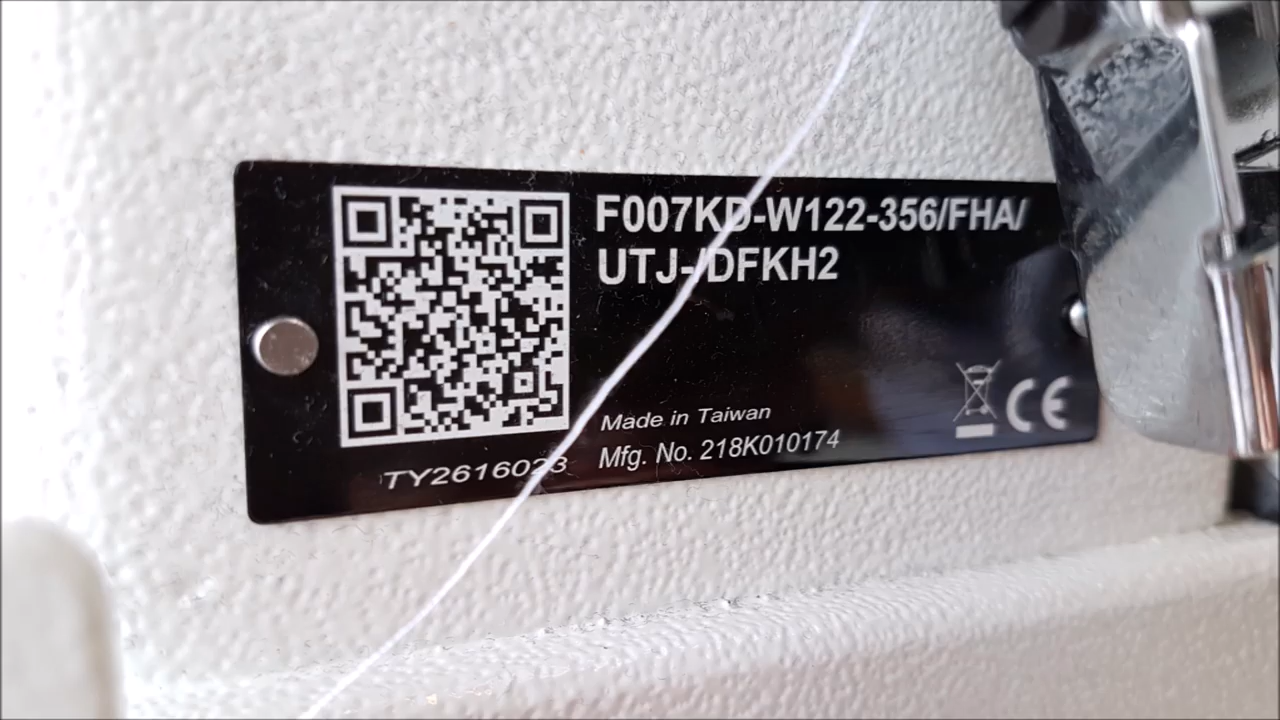 F007KD-W122-356/FHA/
UTJ-/DFKH2
Made in Taiwan
Mfg. No. 218K010174
TY2616023
CE